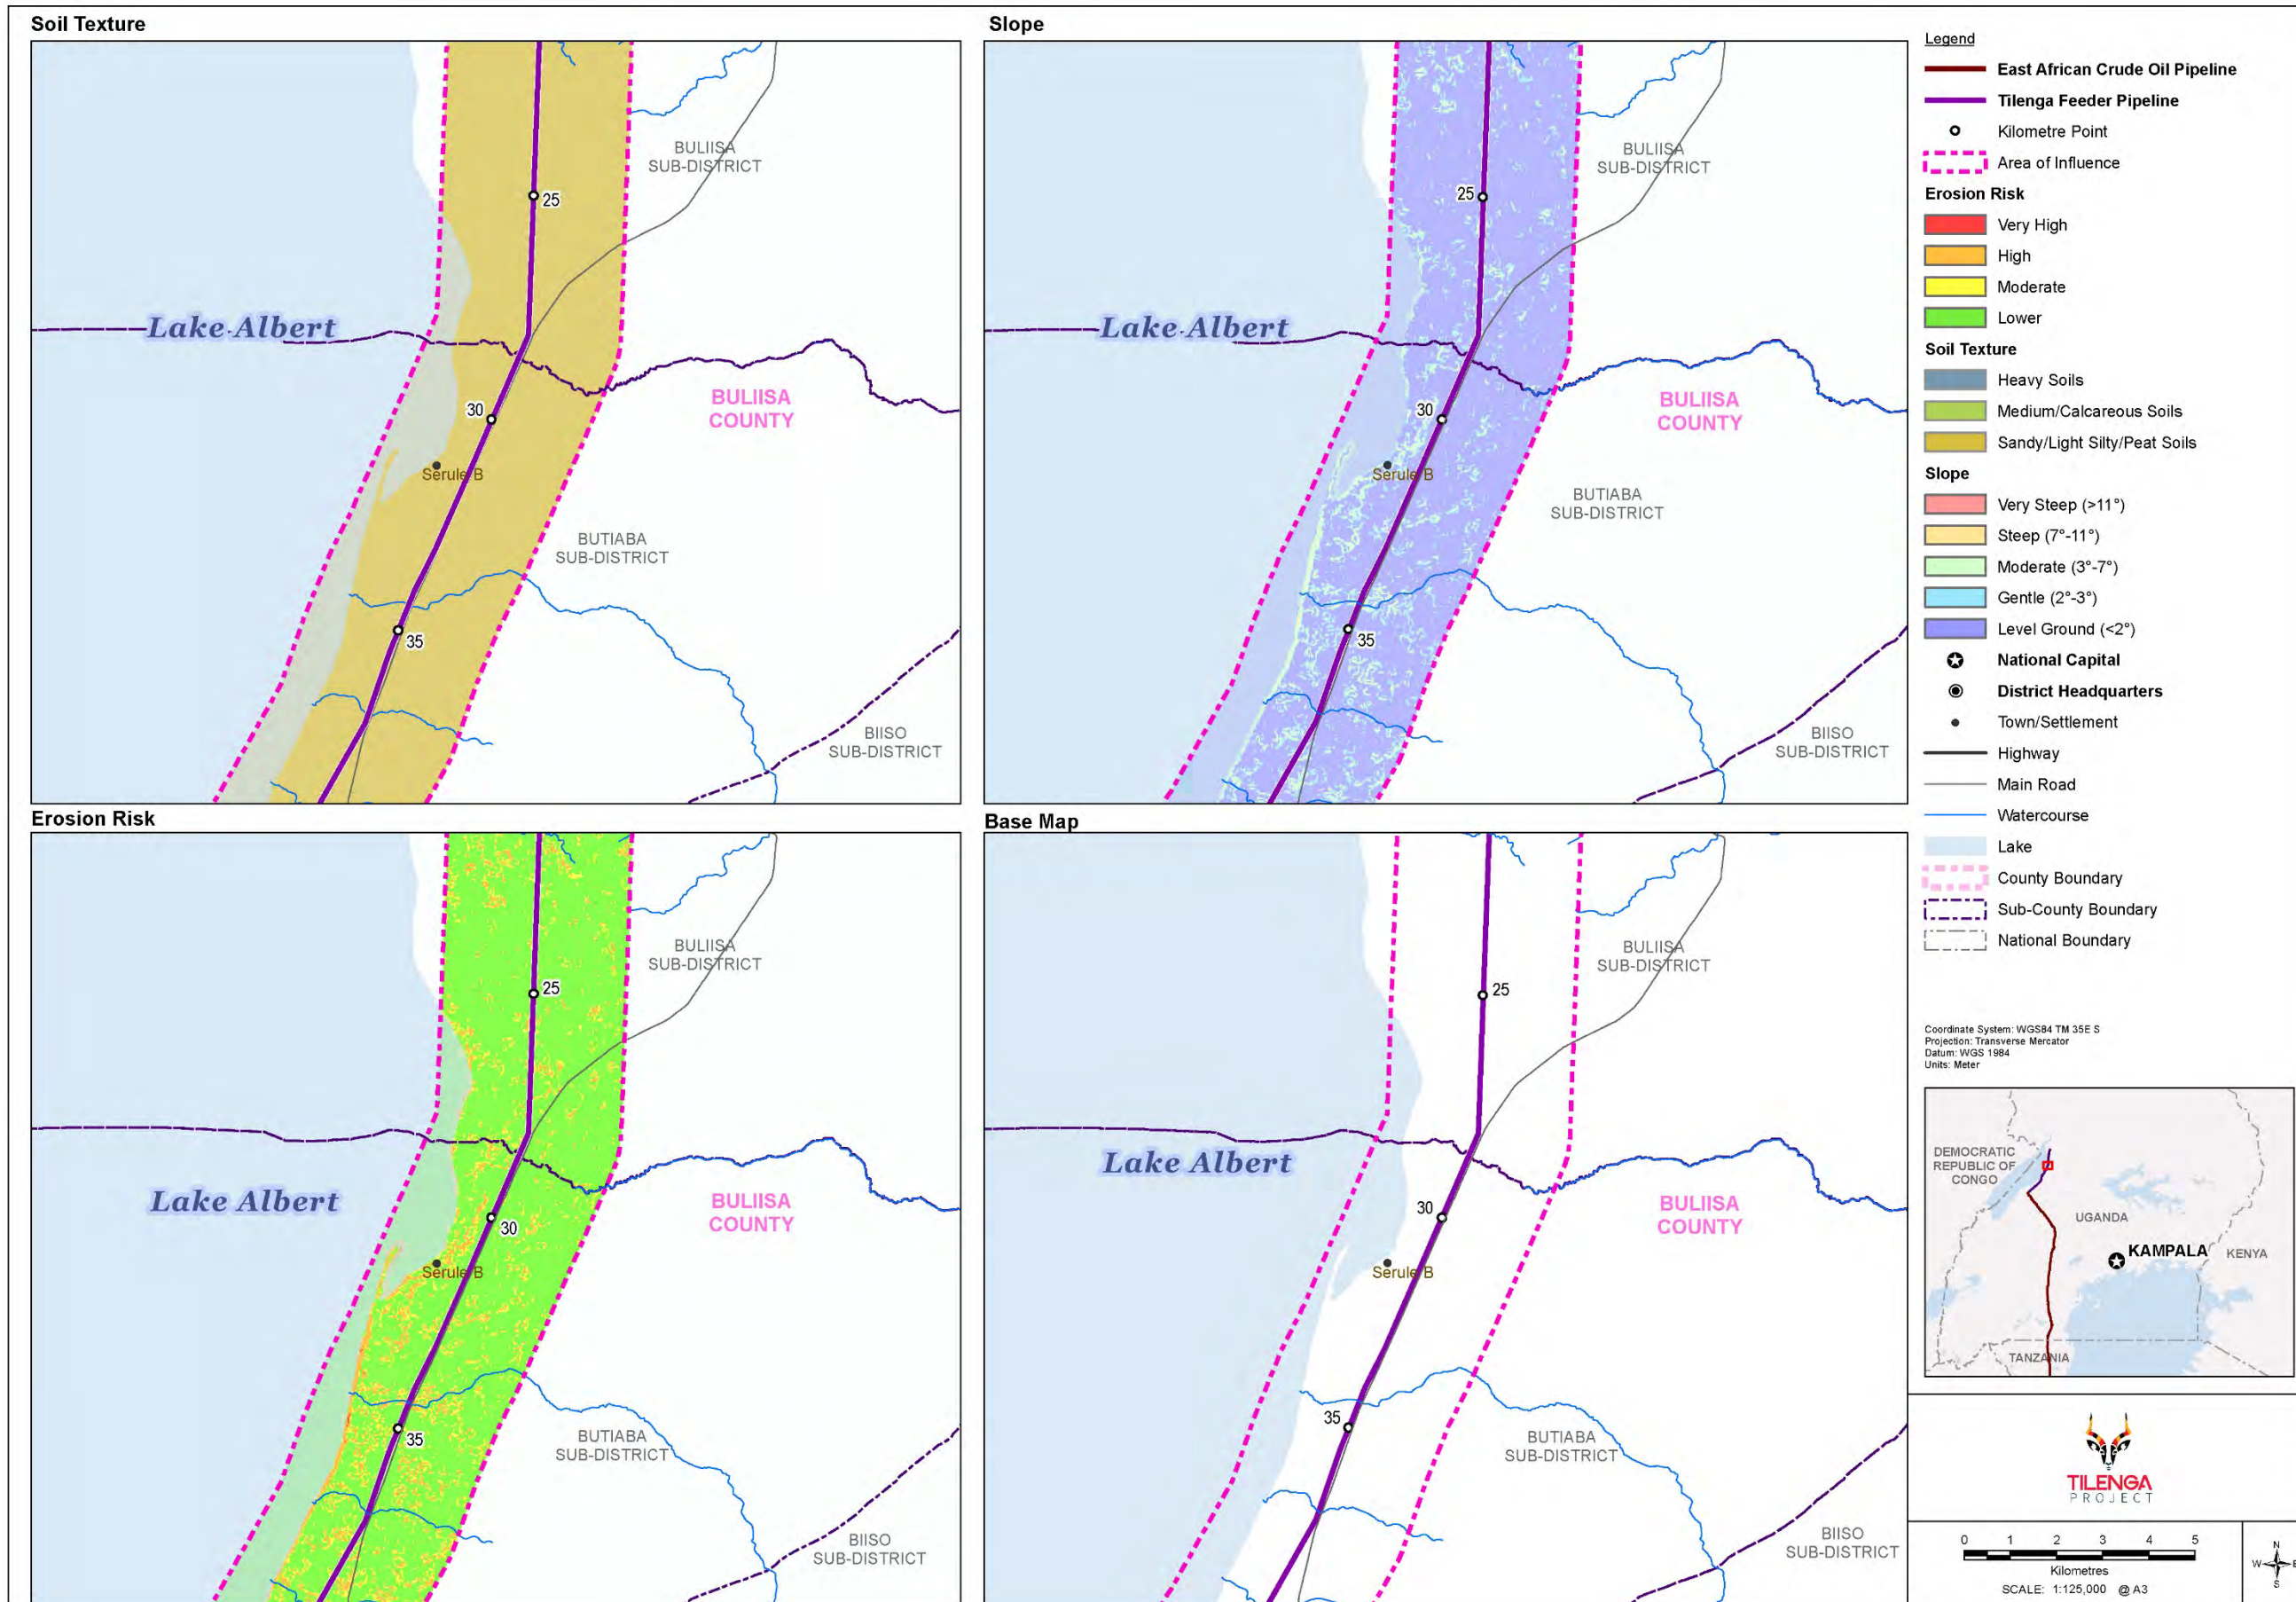 Soil Texture
Lake Albert
BULIISA
SUB-DISTRICT
25
BULIISA
COUNTY
30
Serule B
BUTIABA
SUB-DISTRICT
35
BIISO
SUB-DISTRICT
Slope
Lake Albert
BULIISA
SUB-DISTRICT
25
BULIISA
COUNTY
30
Serule B
BUTIABA
SUB-DISTRICT
35
BIISO
SUB-DISTRICT
Erosion Risk
Lake Albert
BULIISA
SUB-DISTRICT
25
BULIISA
COUNTY
30
Serule B
BUTIABA
SUB-DISTRICT
35
BIISO
SUB-DISTRICT
Base Map
Lake Albert
BULIISA
SUB-DISTRICT
25
BULIISA
COUNTY
30
Serule B
BUTIABA
SUB-DISTRICT
35
BIISO
SUB-DISTRICT
Legend
East African Crude Oil Pipeline
Tilenga Feeder Pipeline
Kilometre Point
Area of Influence
Erosion Risk
Very High
High
Moderate
Lower
Soil Texture
Heavy Soils
Medium/Calcareous Soils
Sandy/Light Silty/Peat Soils
Slope
Very Steep (>11°)
Steep (7°-11°)
Moderate (3°-7°)
Gentle (2°-3°)
Level Ground (<2°)
National Capital
District Headquarters
Town/Settlement
Highway
Main Road
Watercourse
Lake
County Boundary
Sub-County Boundary
National Boundary
Coordinate System: WGS84 TM 35E S
Projection: Transverse Mercator
Datum: WGS 1984
Units: Meter
DEMOCRATIC
REPUBLIC OF
CONGO
UGANDA
KAMPALA
KENYA
TANZANIA
TILENGA
PROJECT
0 1 2 3 4 5
Kilometres
SCALE: 1:125,000 @ A3
N
W E
S